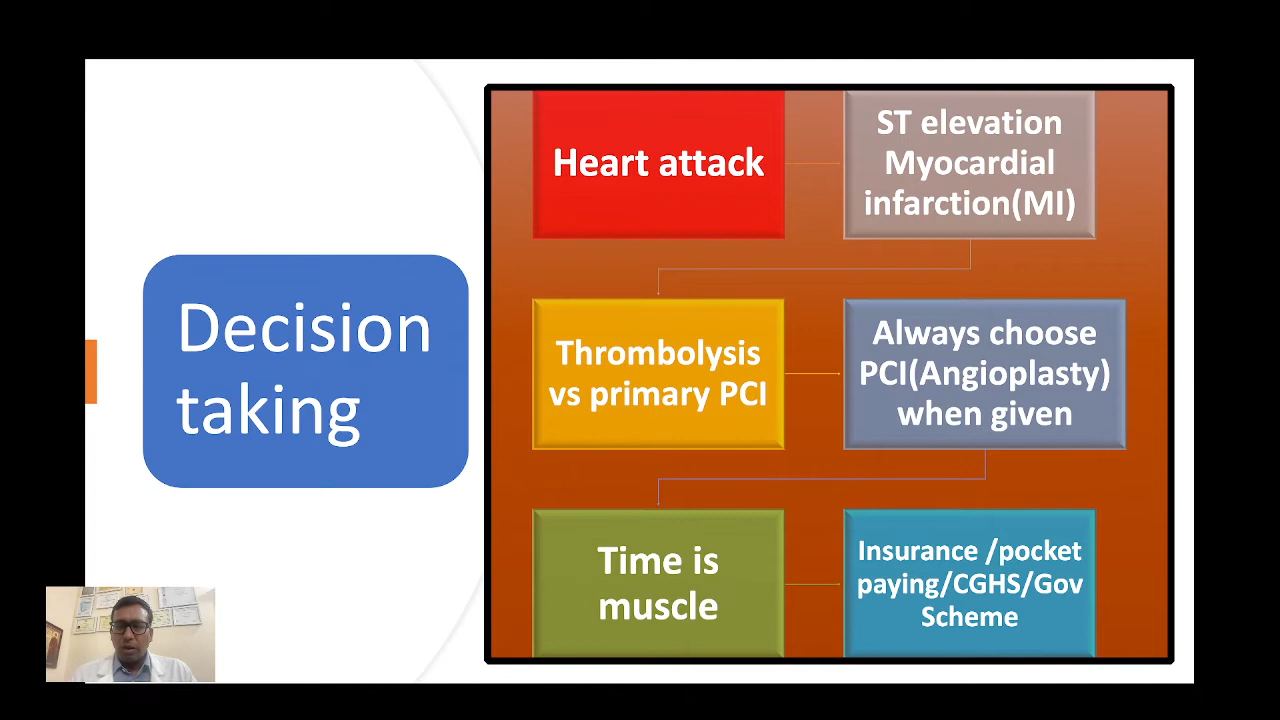 Decision
taking
Heart attack
ST elevation
Myocardial
infarction(MI)
Thrombolysis
vs primary PCI
Always choose
PCI(Angioplasty)
when given
Time is
muscle
Insurance /pocket
paying/CGHS/Gov
Scheme